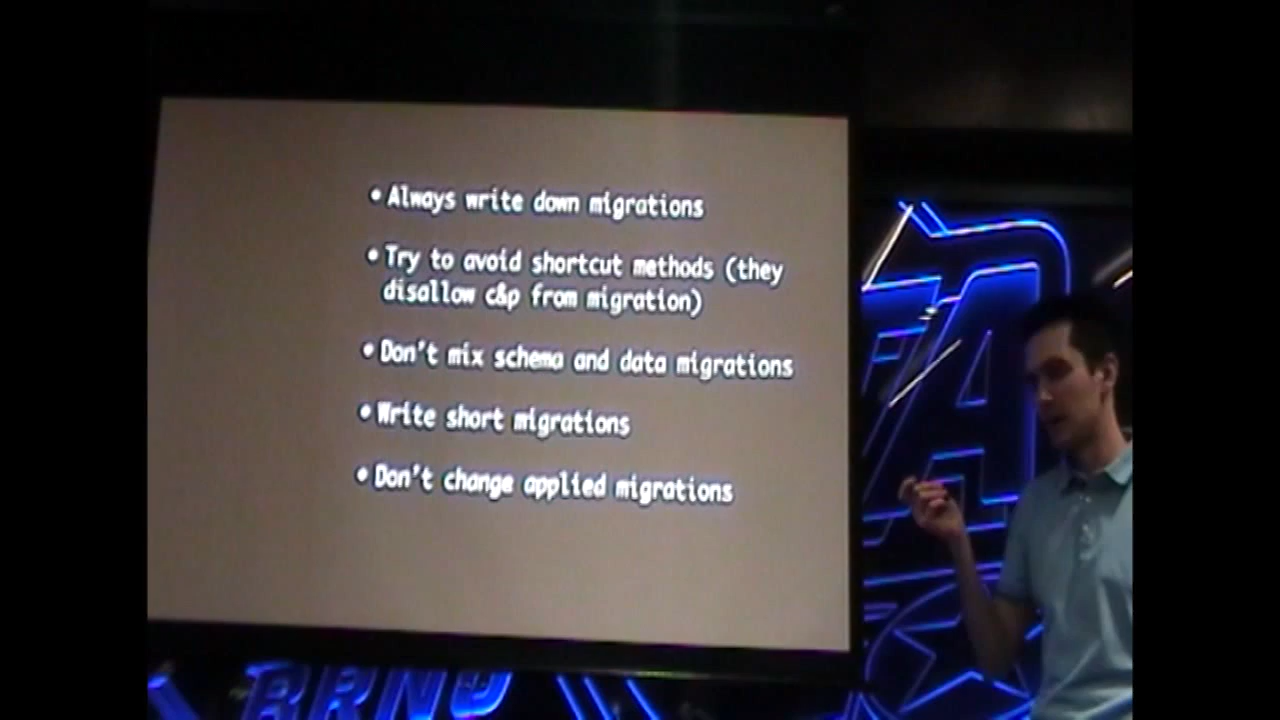 • Always write down migrations
• Try to avoid shortcut methods (they
disallow c&p from migration)
• Don't mix schema and data migrations
• Write short migrations
• Don't change applied migrations
BRNO